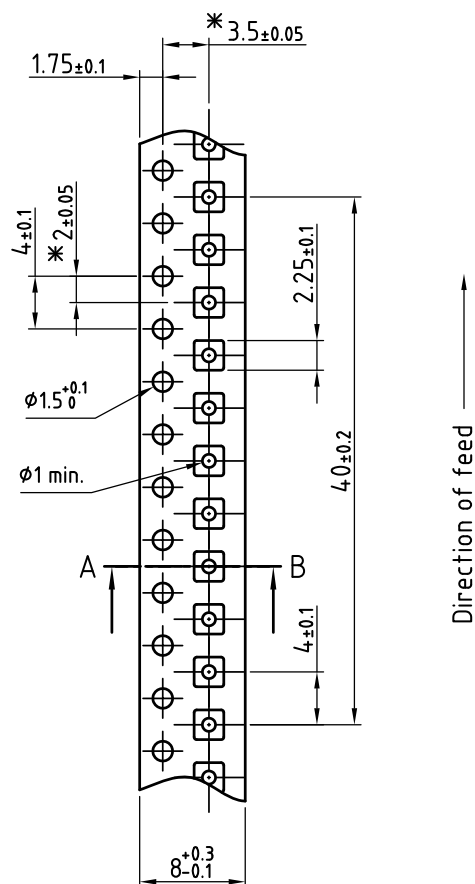 *3.5±0.05
1.75±0.1
4±0.1
*2±0.05
2.25±0.1
ϕ1.5 +0.1 0
ϕ1 min.
40±0.2
Direction of feed
A
B
4±0.1
8 +0.3 -0.1